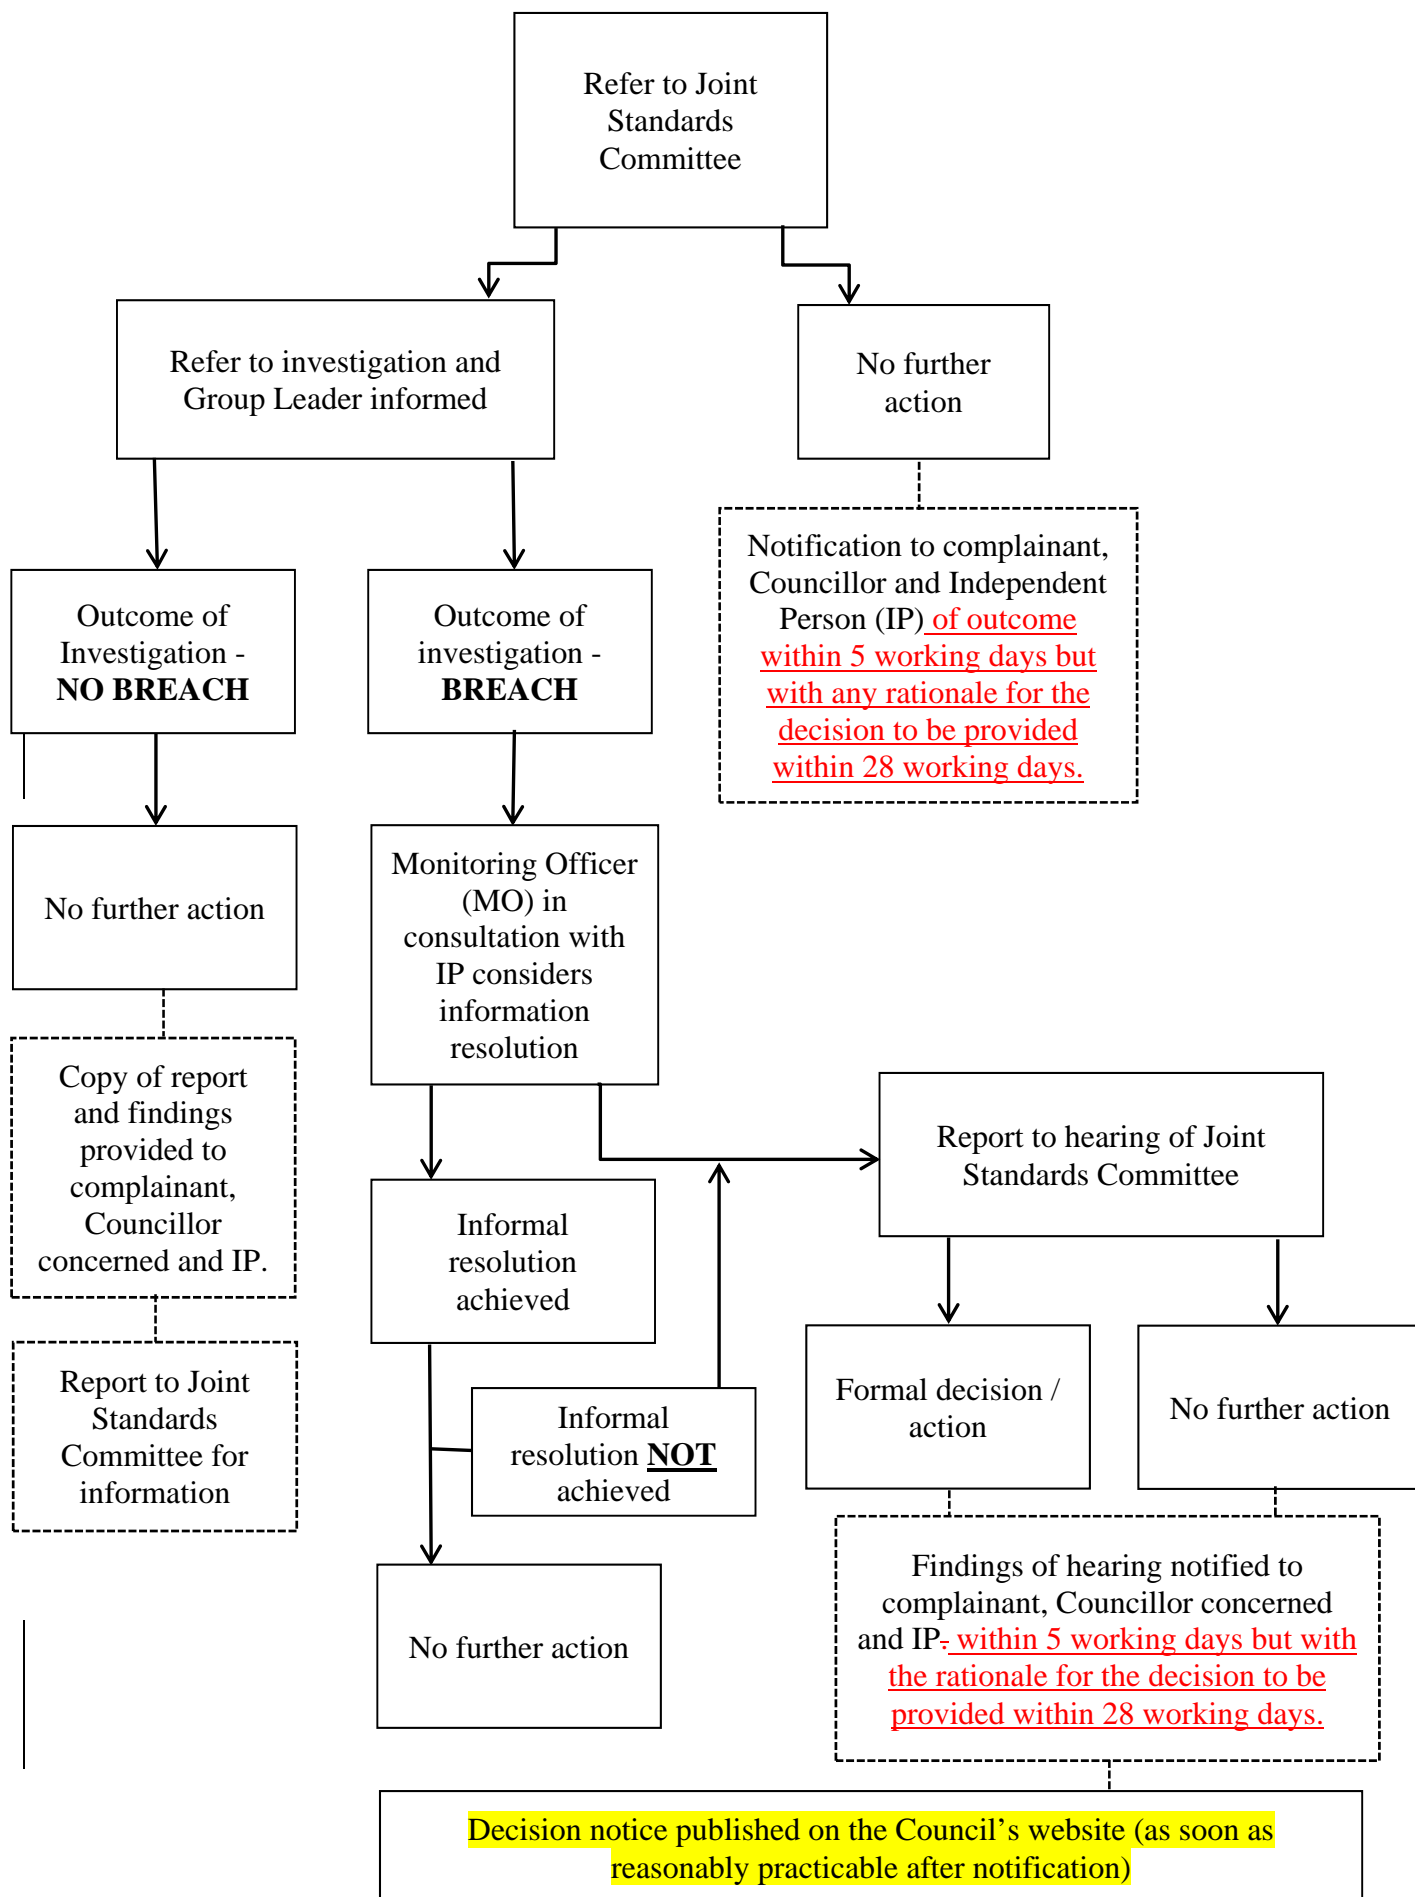 Refer to Joint
Standards
Committee
Refer to investigation and
Group Leader informed
No further
action
Notification to complainant,
Councillor and Independent
Person (IP) of outcome
within 5 working days but
with any rationale for the
decision to be provided
within 28 working days.
Outcome of
Investigation -
NO BREACH
Outcome of
investigation -
BREACH
No further action
Monitoring Officer
(MO) in
consultation with
IP considers
information
resolution
Copy of report
and findings
provided to
complainant,
Councillor
concerned and IP.
Report to hearing of Joint
Standards Committee
Informal
resolution
achieved
Report to Joint
Standards
Committee for
information
Informal
resolution NOT
achieved
Formal decision /
action
No further action
No further action
Findings of hearing notified to
complainant, Councillor concerned
and IP. within 5 working days but with
the rationale for the decision to be
provided within 28 working days.
Decision notice published on the Council’s website (as soon as
reasonably practicable after notification)